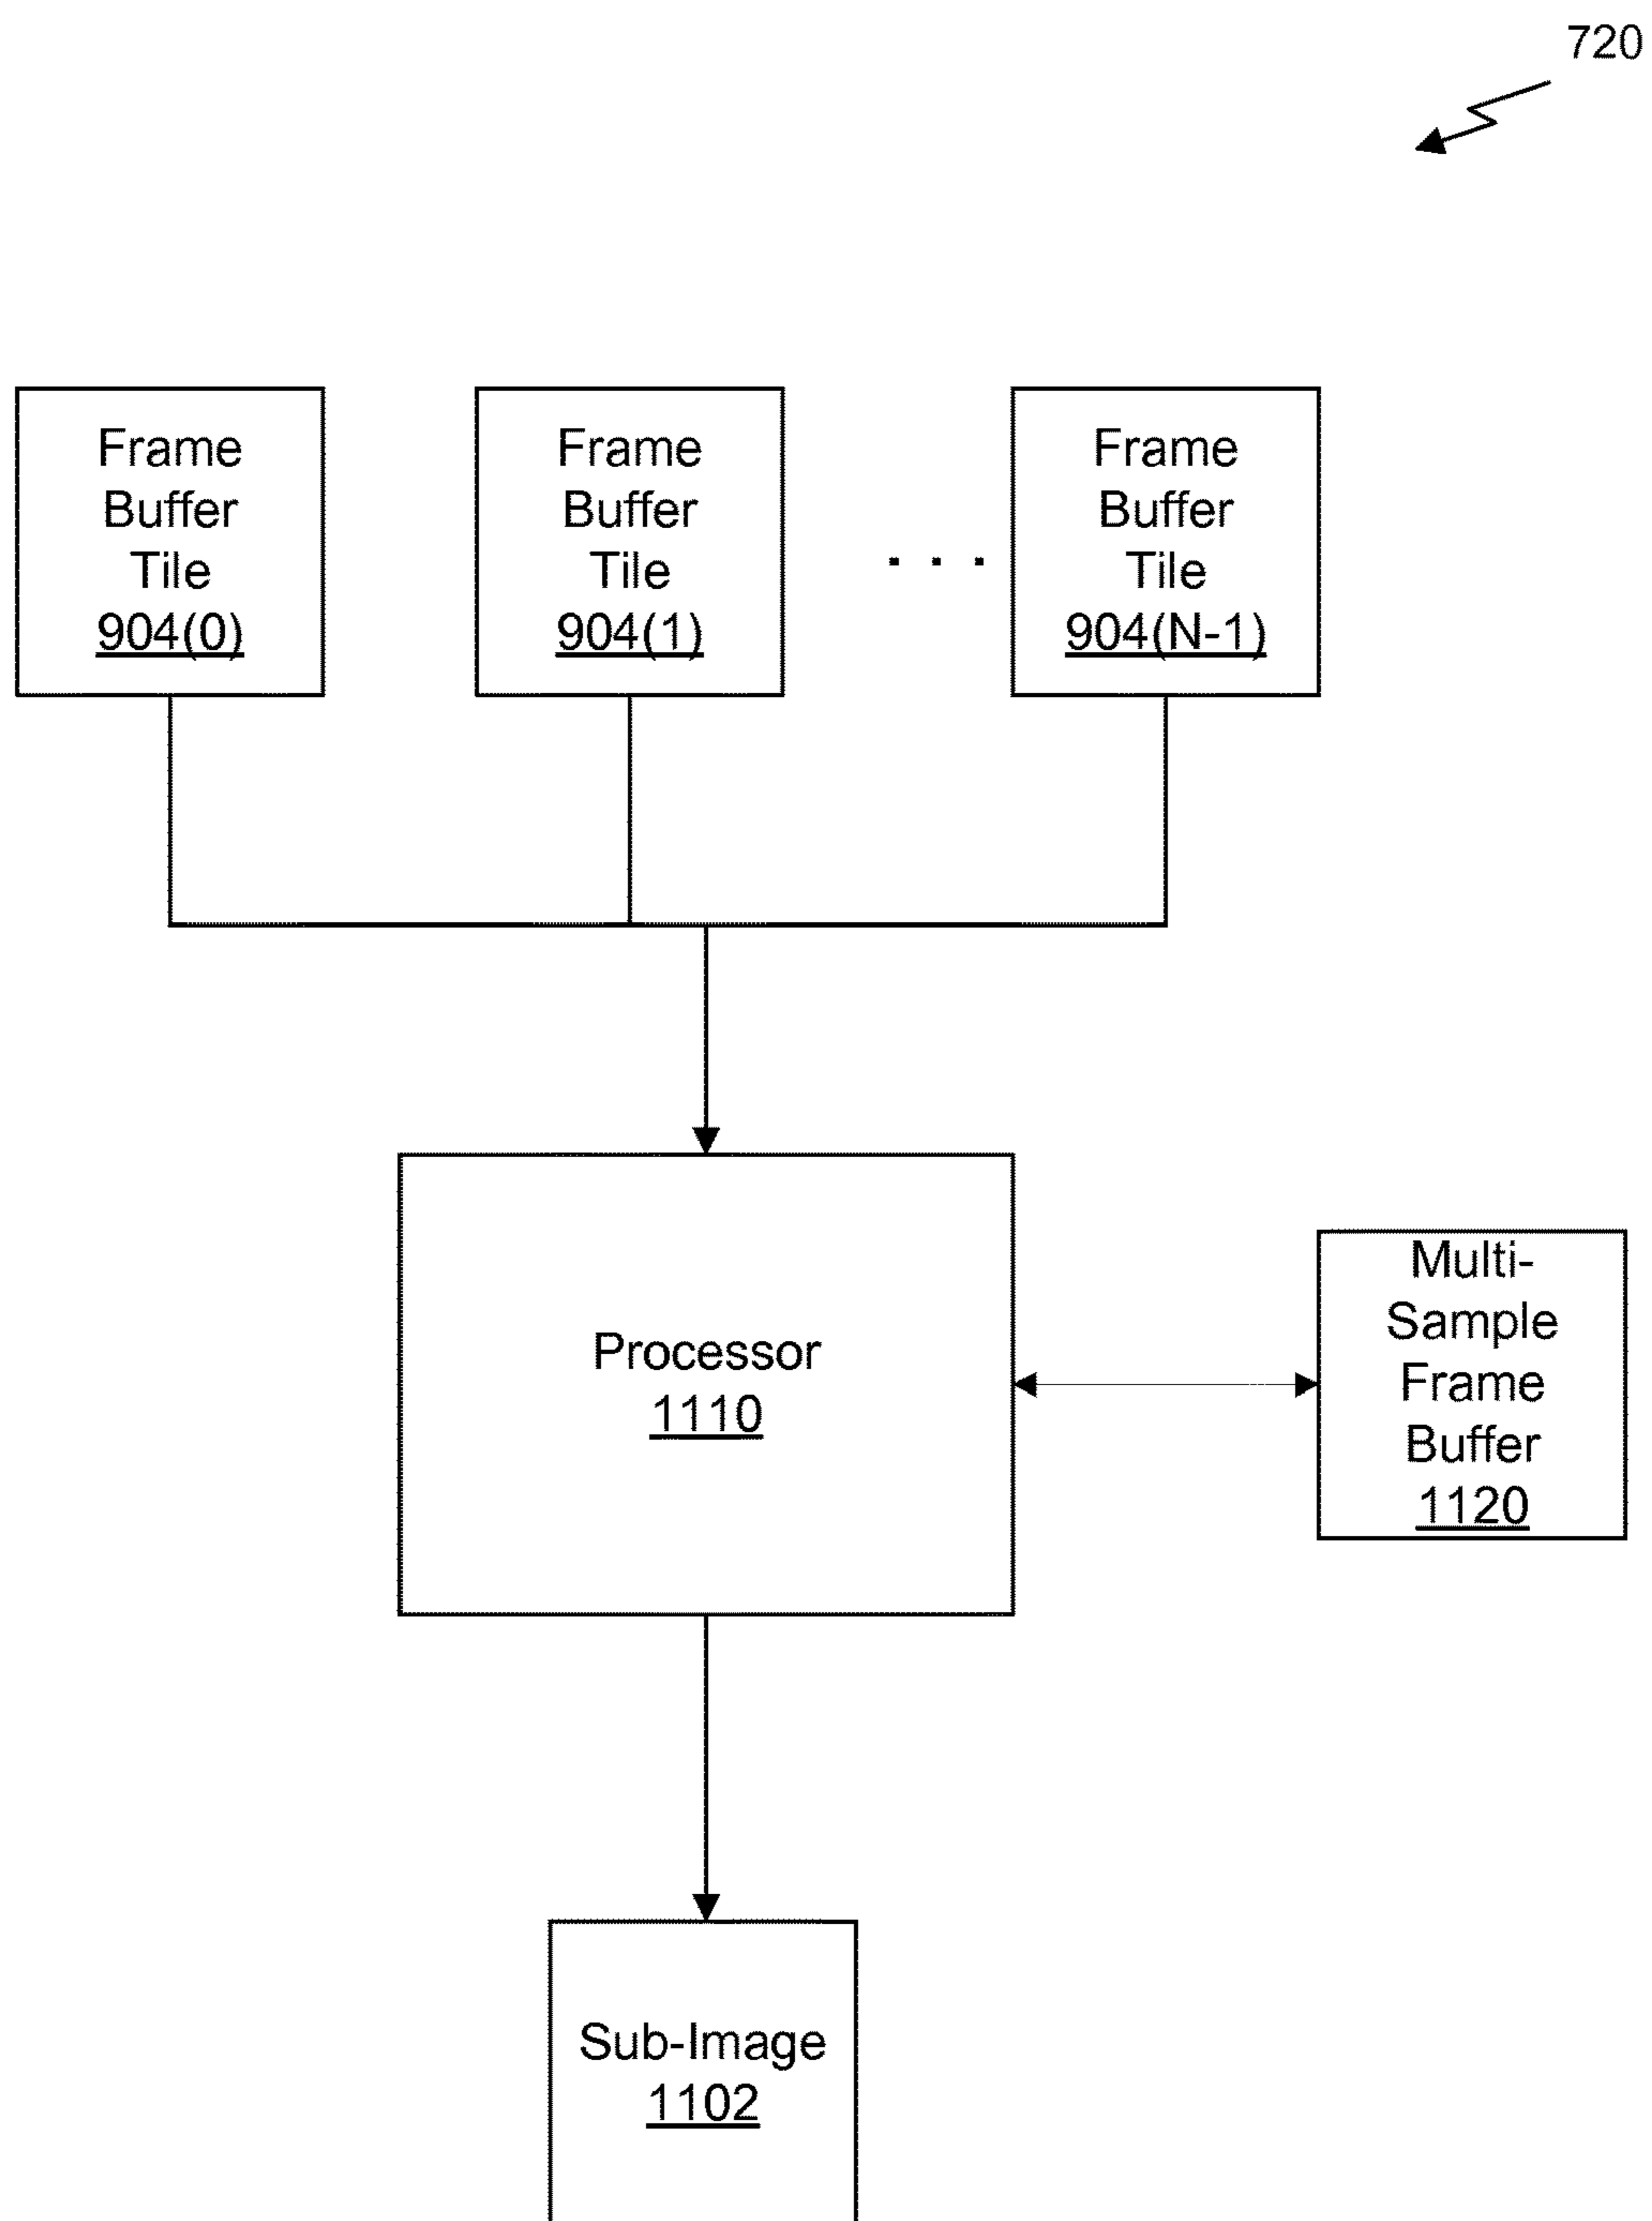 720
Frame
Buffer
Tile
904(0)
Frame
Buffer
Tile
904(1)
. . .
Frame
Buffer
Tile
904(N-1)
Processor
1110
Multi-
Sample
Frame
Buffer
1120
Sub-Image
1102